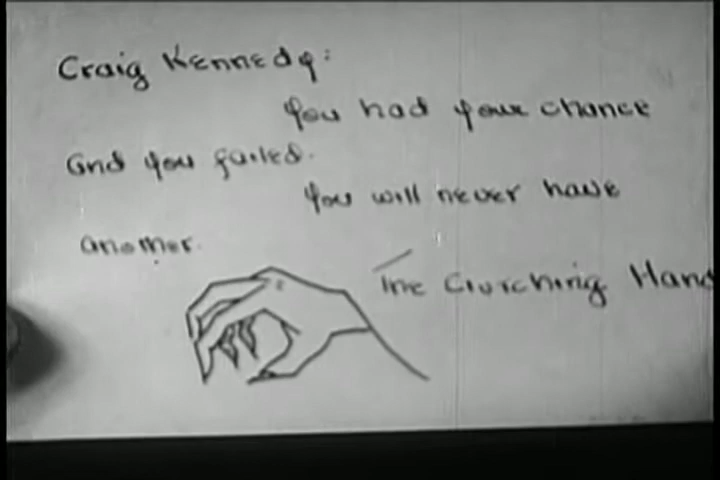 Craig Kennedy:
You had your chance
and you failed.
You will never have
another.
The Clutching Hand